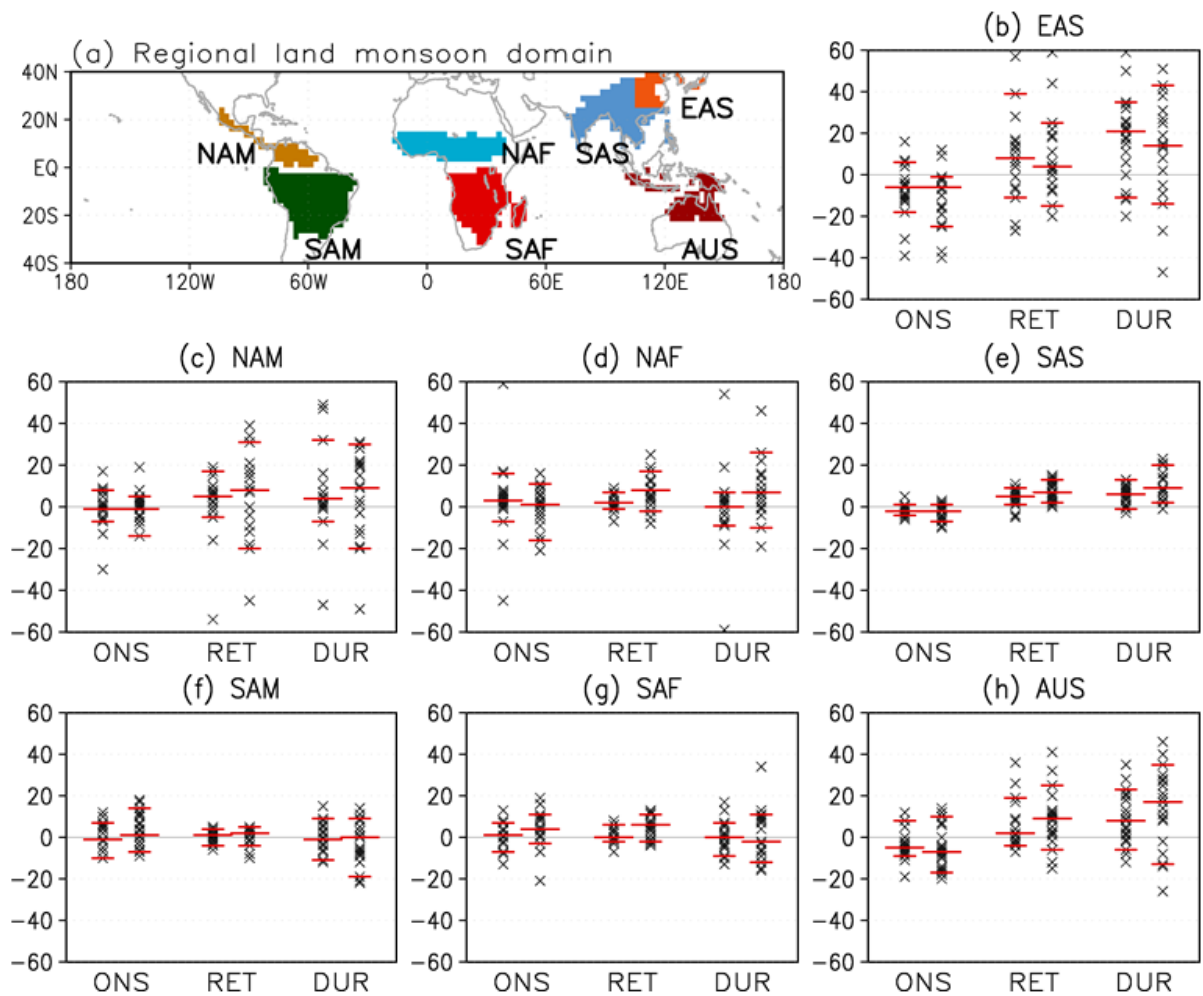 (a) Regional land monsoon domain
40N
20N
EQ
20S
40S
180
120W
60W
0
60E
120E
180
NAM
SAM
NAF
SAF
SAS
EAS
AUS
(b) EAS
60
40
20
0
−20
−40
−60
ONS RET DUR
(c) NAM
60
40
20
0
−20
−40
−60
ONS RET DUR
(d) NAF
60
40
20
0
−20
−40
−60
ONS RET DUR
(e) SAS
60
40
20
0
−20
−40
−60
ONS RET DUR
(f) SAM
60
40
20
0
−20
−40
−60
ONS RET DUR
(g) SAF
60
40
20
0
−20
−40
−60
ONS RET DUR
(h) AUS
60
40
20
0
−20
−40
−60
ONS RET DUR